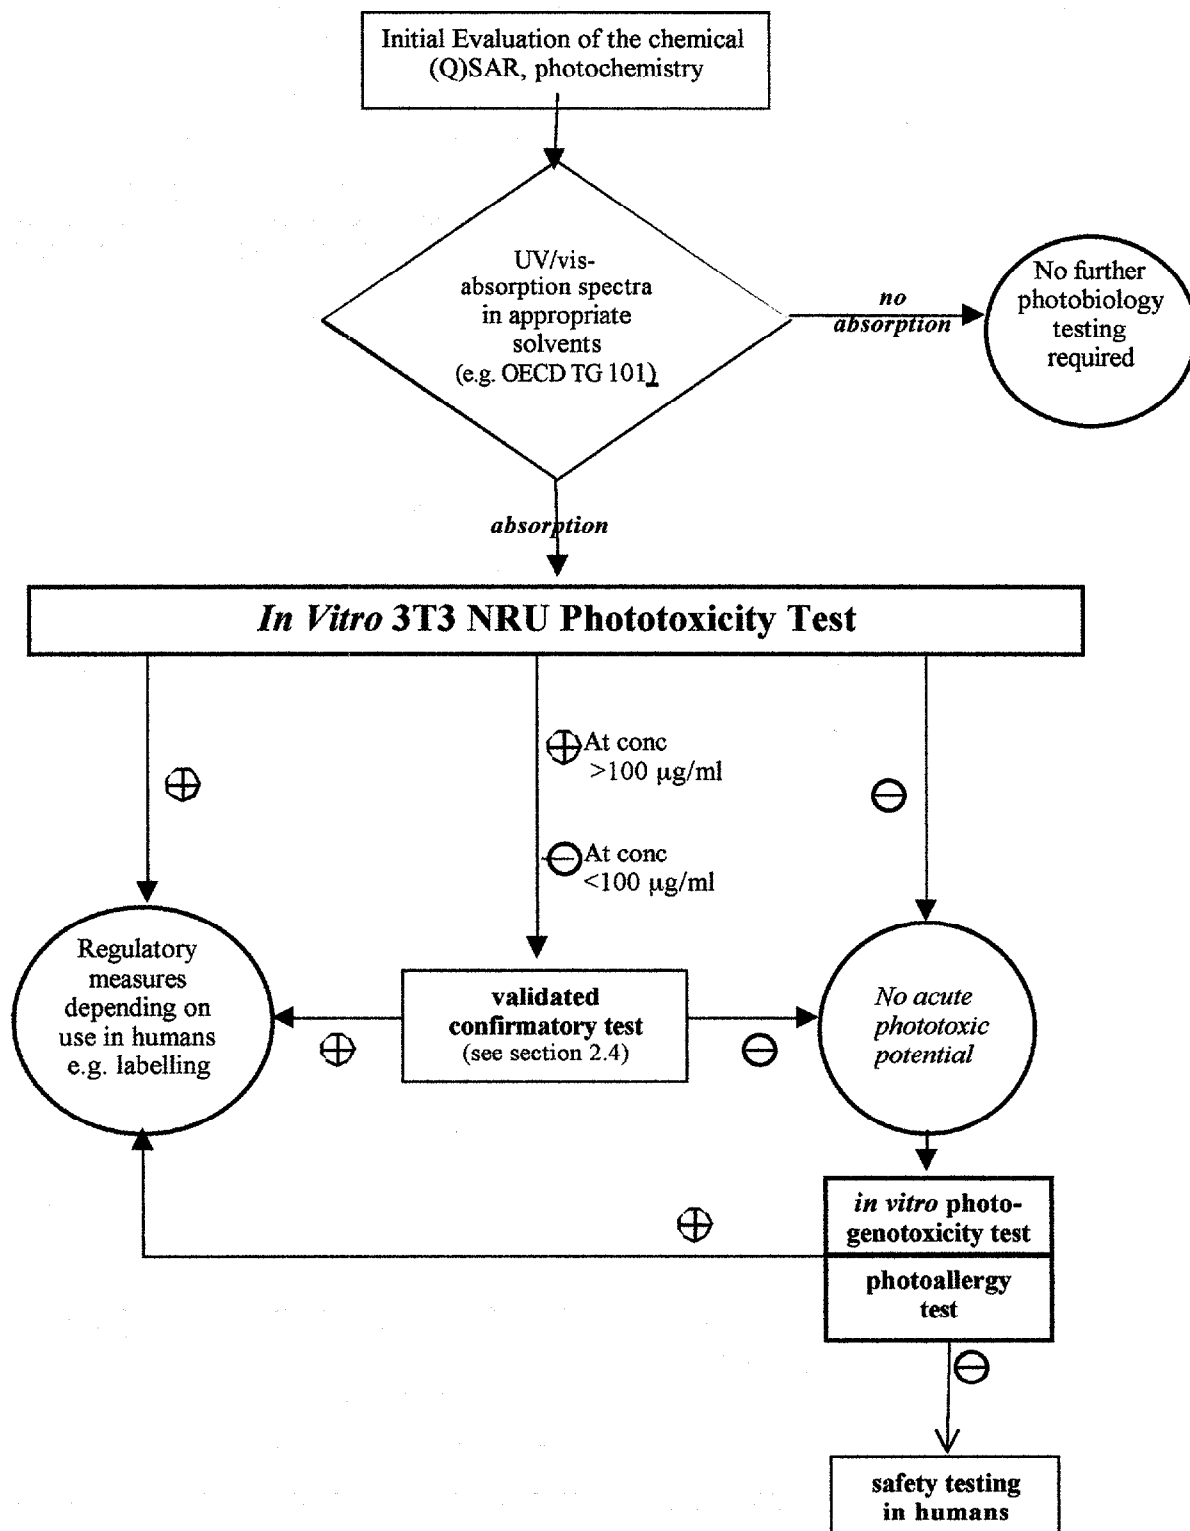 Initial Evaluation of the chemical
(Q)SAR, photochemistry
UV/vis-
absorption spectra
in appropriate
solvents
(e.g. OECD TG 101)
no
absorption
No further
photobiology
testing
required
absorption
In Vitro 3T3 NRU Phototoxicity Test
At conc
>100 µg/ml
At conc
<100 µg/ml
Regulatory
measures
depending on
use in humans
e.g. labelling
validated
confirmatory test
(see section 2.4)
No acute
phototoxic
potential
in vitro photo-
genotoxicity test
photoallergy
test
safety testing
in humans